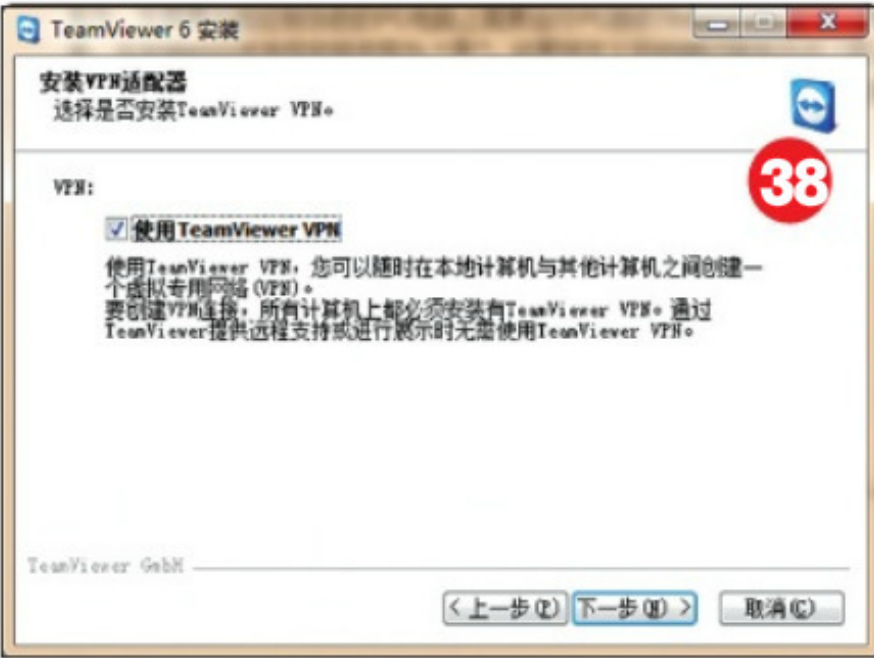 TeamViewer 6 安装
安装VPN适配器
选择是否安装TeamViewer VPN。
38
VPN:
使用TeamViewer VPN
使用TeamViewer VPN，您可以随时在本地计算机与其他计算机之间创建一
个虚拟专用网络(VPN)。
要创建VPN连接，所有计算机上都必须安装有TeamViewer VPN。通过
TeamViewer提供远程支持或进行展示时无需使用TeamViewer VPN。
TeamViewer GmbH
< 上一步(P) 下一步(N) > 取消(C)